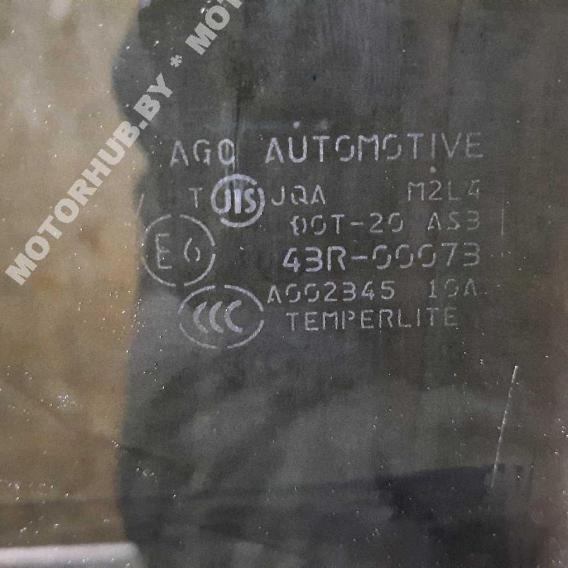 MOTORHUB.BY * MOT
AGC AUTOMOTIVE
T JIS JQA M2L4
DOT-20 AS3
E6 43R-00073
A002345 10A
CCC TEMPERLITE